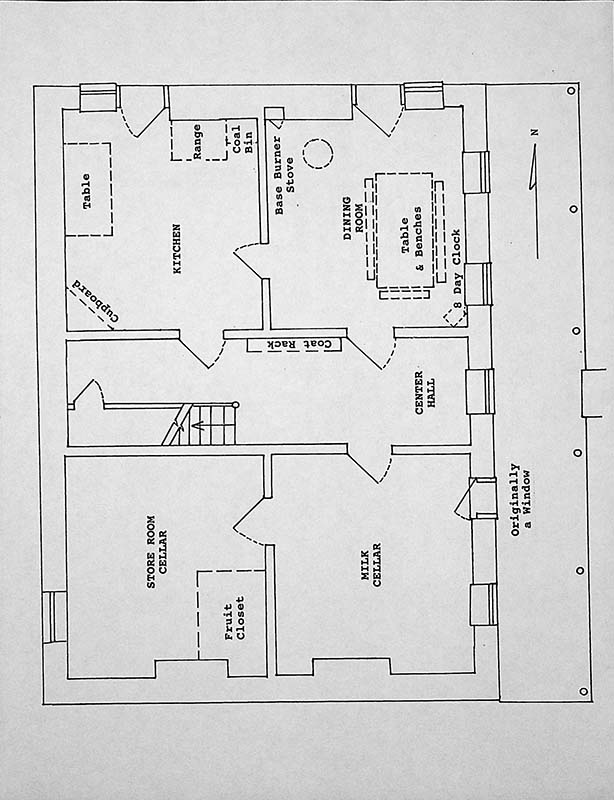 N
Range
Coal
Bin
Table
Cupboard
KITCHEN
Base Burner
Stove
DINING
ROOM
Table
& Benches
8 Day Clock
Coat Rack
CENTER
HALL
STORE ROOM
CELLAR
Fruit
Closet
MILK
CELLAR
Originally
a Window